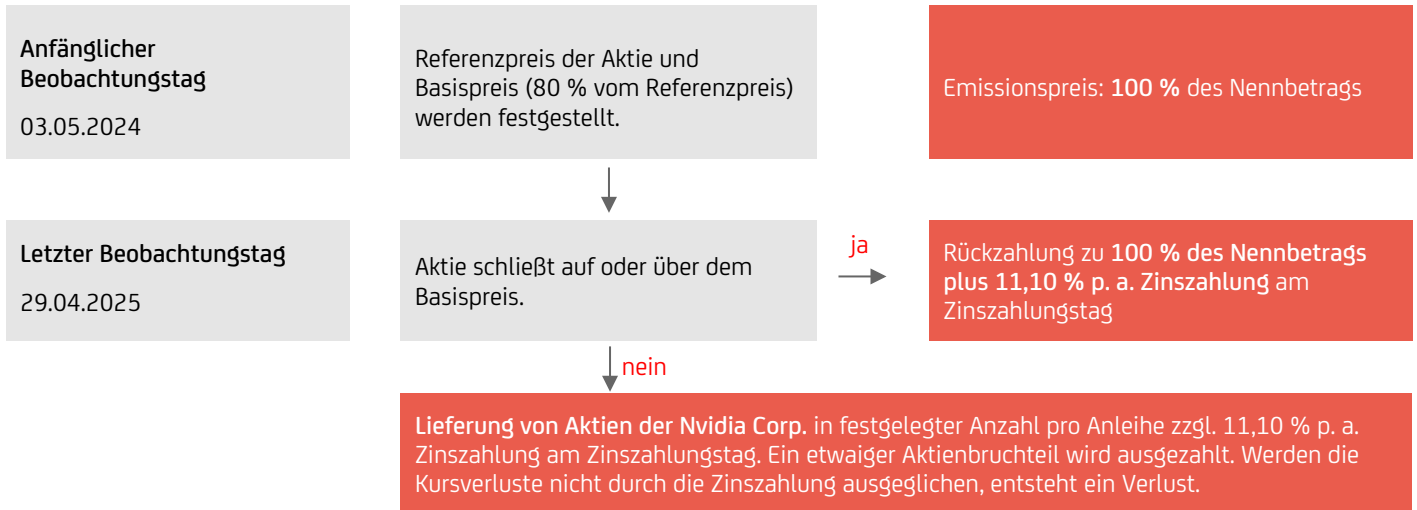 Anfänglicher
Beobachtungstag
03.05.2024
Referenzpreis der Aktie und
Basispreis (80 % vom Referenzpreis)
werden festgestellt.
Emissionspreis: 100 % des Nennbetrags
Letzter Beobachtungstag
29.04.2025
Aktie schließt auf oder über dem
Basispreis.
ja
Rückzahlung zu 100 % des Nennbetrags
plus 11,10 % p. a. Zinszahlung am
Zinszahlungstag
nein
Lieferung von Aktien der Nvidia Corp. in festgelegter Anzahl pro Anleihe zzgl. 11,10 % p. a.
Zinszahlung am Zinszahlungstag. Ein etwaiger Aktienbruchteil wird ausgezahlt. Werden die
Kursverluste nicht durch die Zinszahlung ausgeglichen, entsteht ein Verlust.